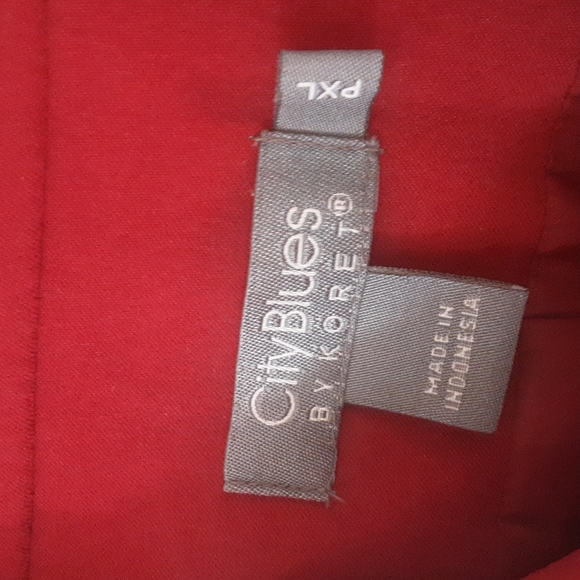 PXL
CityBlues
BY KORET®
MADE IN
INDONESIA